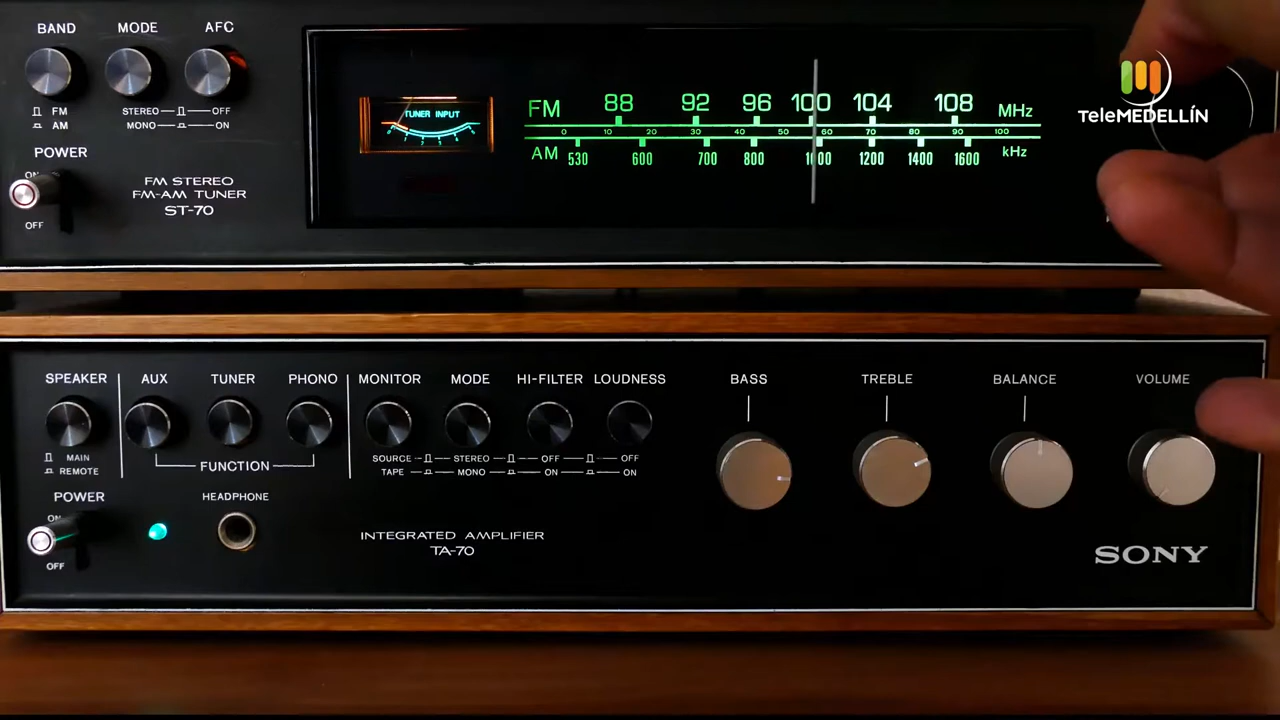 BAND MODE AFC
FM STEREO OFF
AM MONO ON
POWER
ON
OFF
FM STEREO
FM-AM TUNER
ST-70
TUNER INPUT
FM 88 92 96 100 104 108 MHz
0 10 20 30 40 50 60 70 80 90 100
AM 530 600 700 800 1000 1200 1400 1600 kHz
TeleMEDELLÍN
SPEAKER AUX TUNER PHONO MONITOR MODE HI-FILTER LOUDNESS BASS TREBLE BALANCE VOLUME
MAIN
REMOTE
FUNCTION
SOURCE STEREO OFF OFF
TAPE MONO ON ON
POWER
ON
OFF
HEADPHONE
INTEGRATED AMPLIFIER
TA-70
SONY